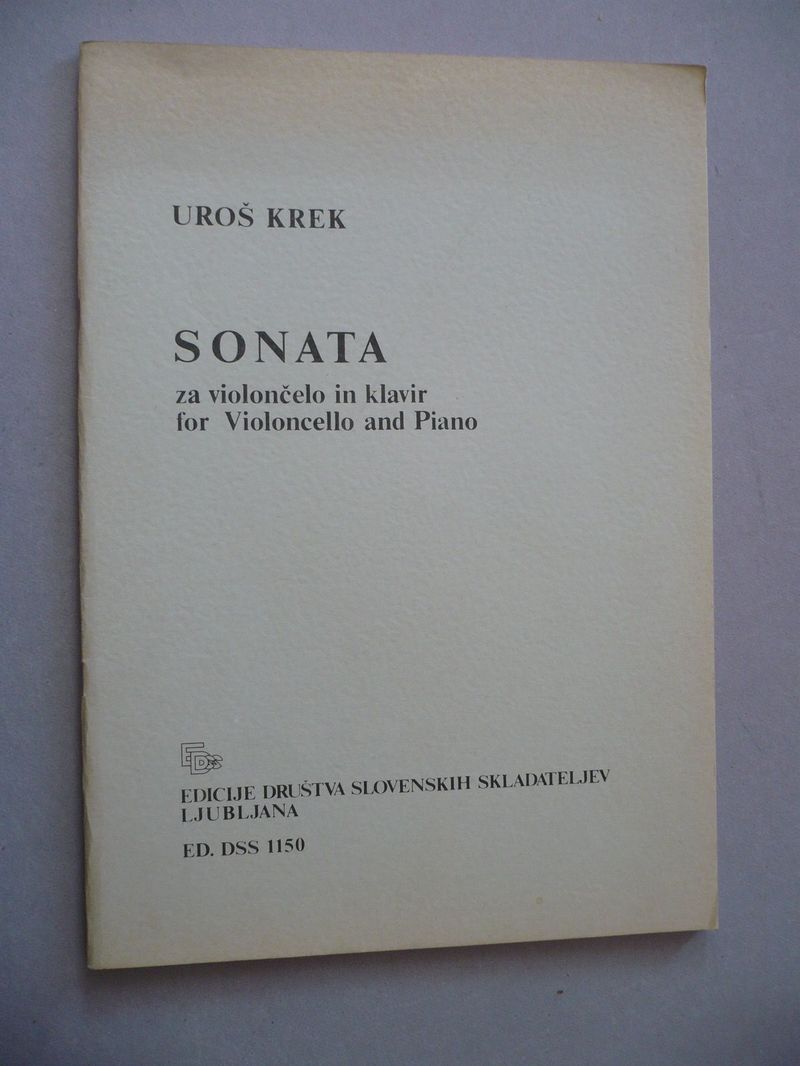 UROŠ KREK
SONATA
za violončelo in klavir
for Violoncello and Piano
EDSS
EDICIJE DRUŠTVA SLOVENSKIH SKLADATELJEV
LJUBLJANA
ED. DSS 1150